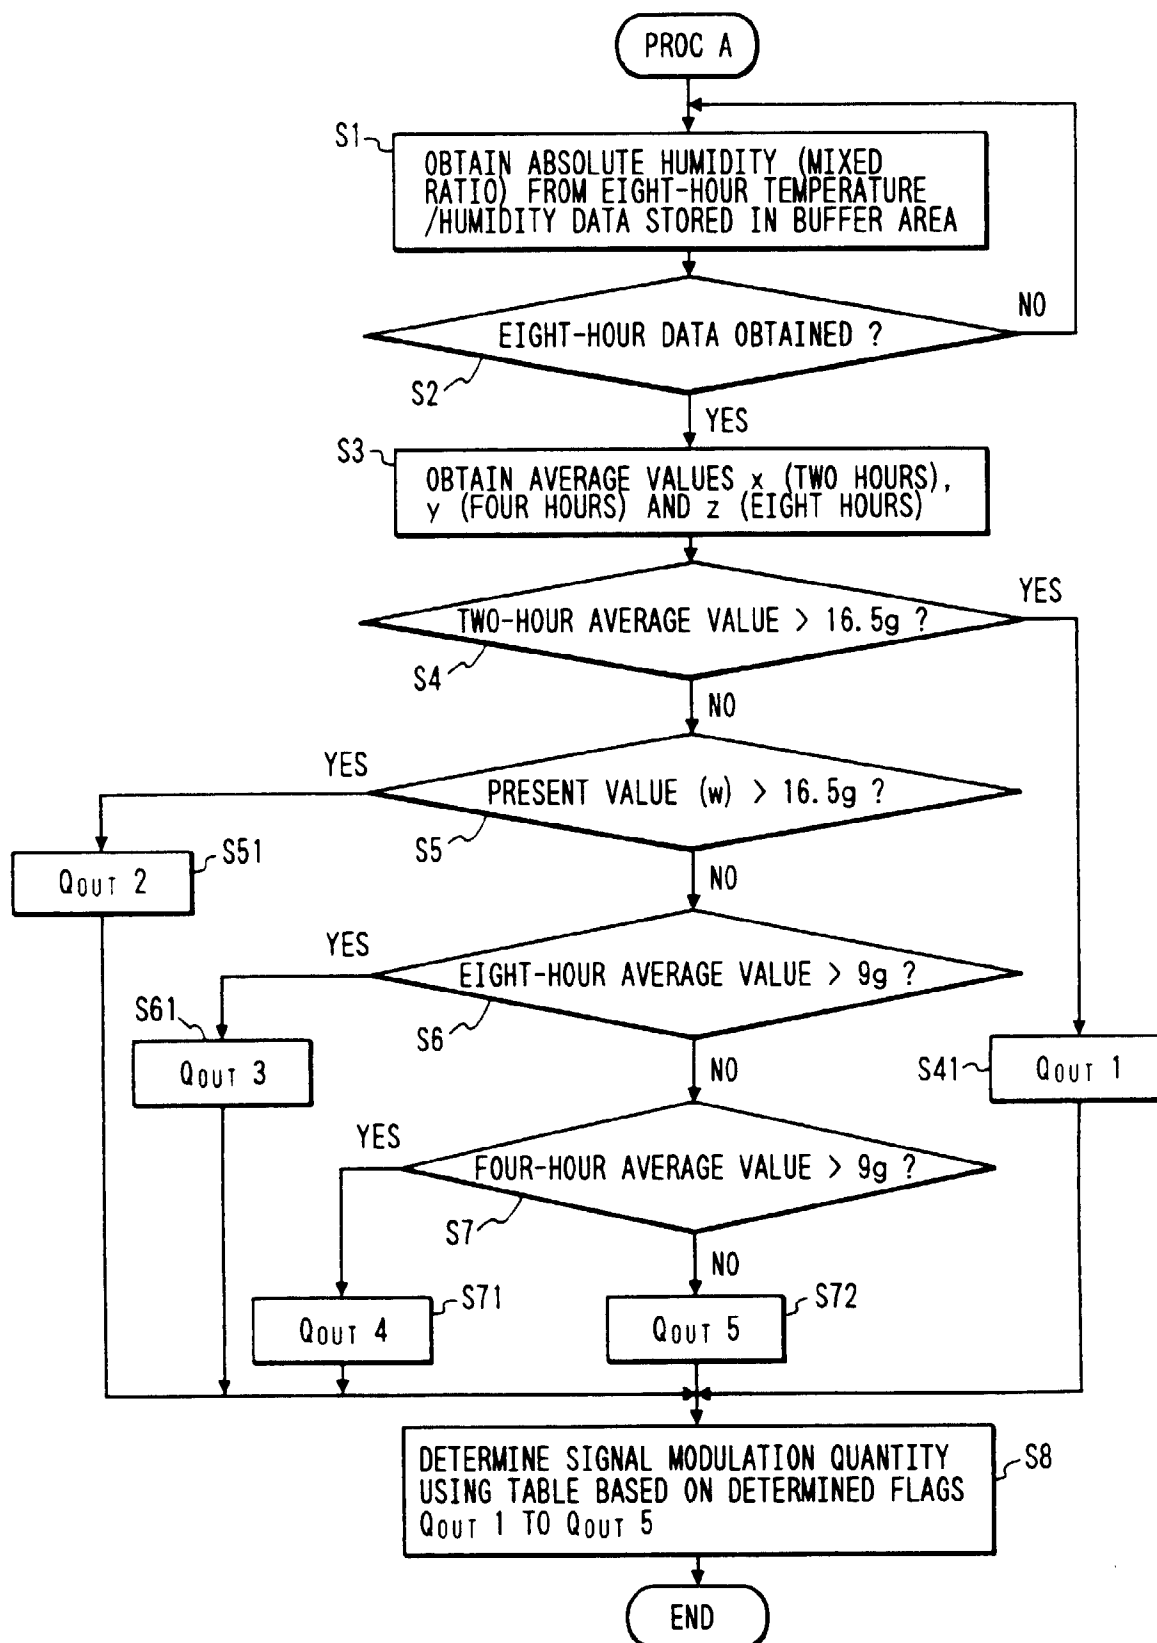 PROC A
S1
OBTAIN ABSOLUTE HUMIDITY (MIXED
RATIO) FROM EIGHT-HOUR TEMPERATURE
/HUMIDITY DATA STORED IN BUFFER AREA
NO
EIGHT-HOUR DATA OBTAINED ?
S2
YES
S3
OBTAIN AVERAGE VALUES x (TWO HOURS),
y (FOUR HOURS) AND z (EIGHT HOURS)
YES
TWO-HOUR AVERAGE VALUE > 16.5g ?
S4
NO
YES
PRESENT VALUE (w) > 16.5g ?
S5
S51
QOUT 2
NO
YES
EIGHT-HOUR AVERAGE VALUE > 9g ?
S61
S6
QOUT 3
NO
S41
QOUT 1
YES
FOUR-HOUR AVERAGE VALUE > 9g ?
S7
NO
S71
S72
QOUT 4
QOUT 5
DETERMINE SIGNAL MODULATION QUANTITY
USING TABLE BASED ON DETERMINED FLAGS
QOUT 1 TO QOUT 5
S8
END